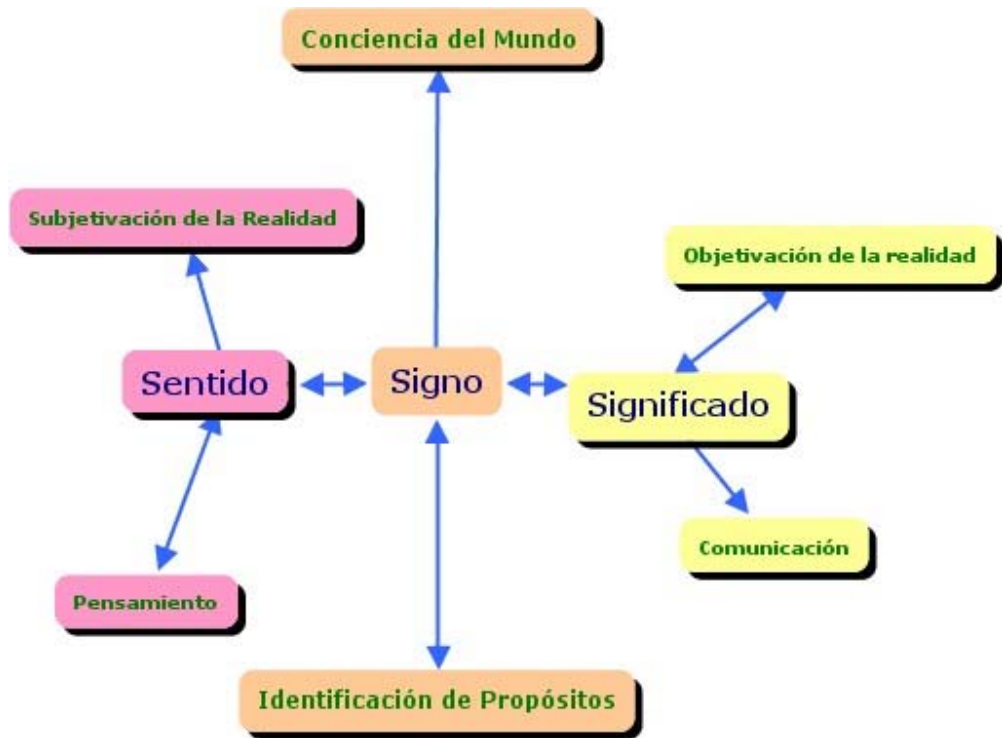 Conciencia del Mundo
Subjetivación de la Realidad
Objetivación de la realidad
Sentido
Signo
Significado
Comunicación
Pensamiento
Identificación de Propósitos